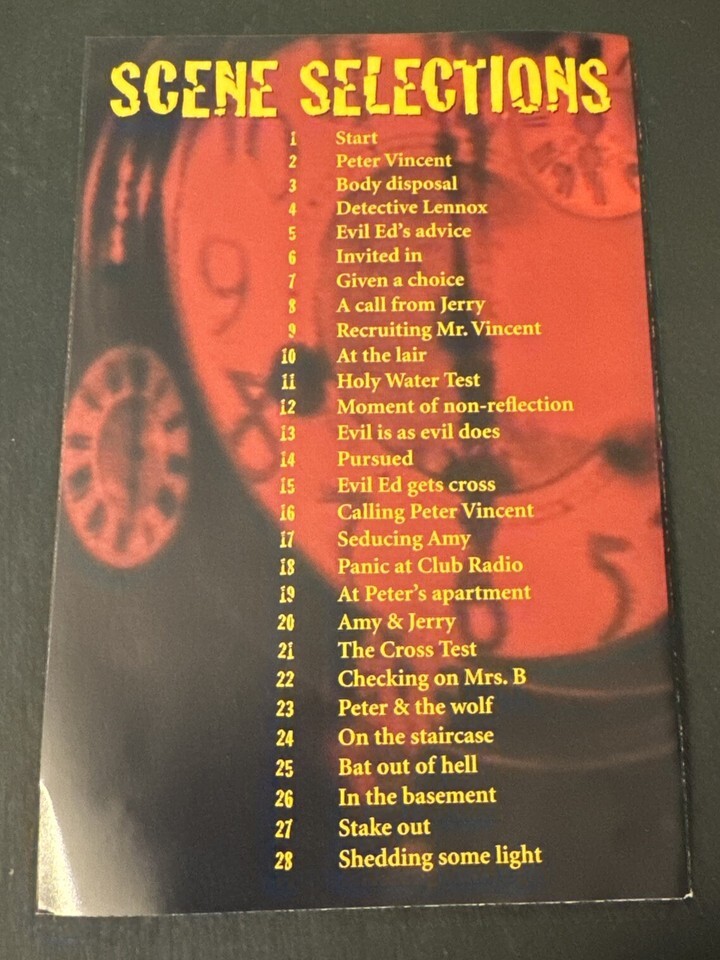 SCENE SELECTIONS
1 Start
2 Peter Vincent
3 Body disposal
4 Detective Lennox
5 Evil Ed's advice
6 Invited in
7 Given a choice
8 A call from Jerry
9 Recruiting Mr. Vincent
10 At the lair
11 Holy Water Test
12 Moment of non-reflection
13 Evil is as evil does
14 Pursued
15 Evil Ed gets cross
16 Calling Peter Vincent
17 Seducing Amy
18 Panic at Club Radio
19 At Peter's apartment
20 Amy & Jerry
21 The Cross Test
22 Checking on Mrs. B
23 Peter & the wolf
24 On the staircase
25 Bat out of hell
26 In the basement
27 Stake out
28 Shedding some light
9
8
5
6